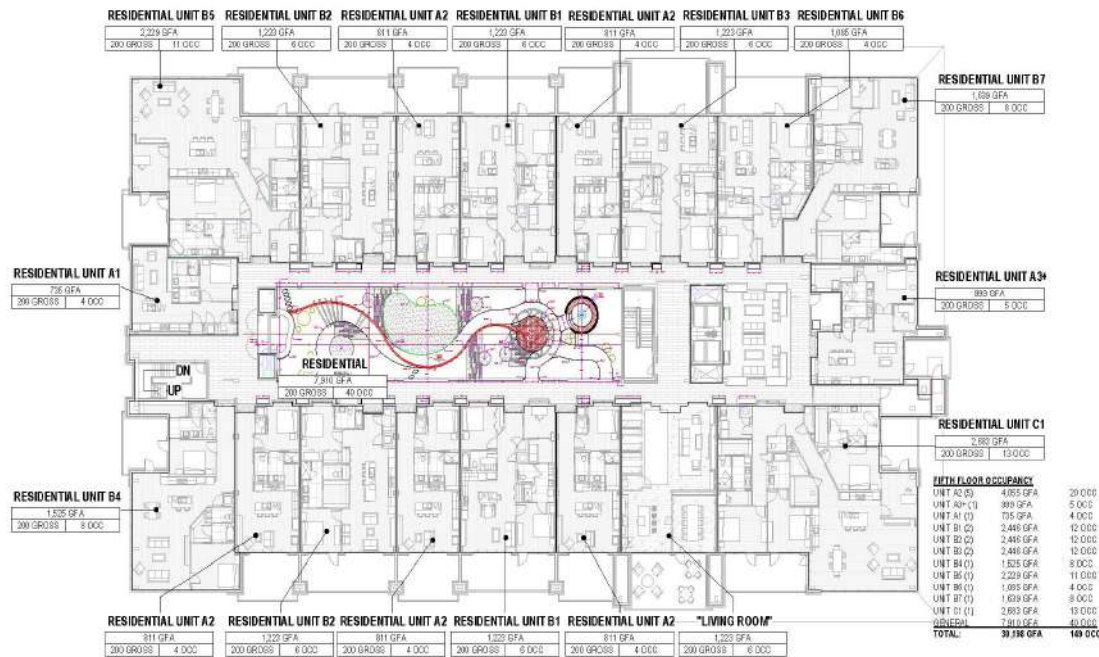 RESIDENTIAL UNIT B5
2,229 GFA
200 GROSS 11 OCC
RESIDENTIAL UNIT B2
1,223 GFA
200 GROSS 6 OCC
RESIDENTIAL UNIT A2
811 GFA
200 GROSS 4 OCC
RESIDENTIAL UNIT B1
1,223 GFA
200 GROSS 6 OCC
RESIDENTIAL UNIT A2
811 GFA
200 GROSS 4 OCC
RESIDENTIAL UNIT B3
1,223 GFA
200 GROSS 6 OCC
RESIDENTIAL UNIT B6
1,085 GFA
200 GROSS 4 OCC
RESIDENTIAL UNIT B7
1,639 GFA
200 GROSS 8 OCC
RESIDENTIAL UNIT A1
735 GFA
200 GROSS 4 OCC
RESIDENTIAL UNIT A3+
999 GFA
200 GROSS 5 OCC
RESIDENTIAL
7,910 GFA
200 GROSS 40 OCC
DN
UP
RESIDENTIAL UNIT C1
2,683 GFA
200 GROSS 13 OCC
RESIDENTIAL UNIT B4
1,525 GFA
200 GROSS 8 OCC
FIFTH FLOOR OCCUPANCY
UNIT A2 (5) 4,055 GFA 20 OCC
UNIT A3+ (1) 999 GFA 5 OCC
UNIT A1 (1) 735 GFA 4 OCC
UNIT B1 (2) 2,446 GFA 12 OCC
UNIT B2 (2) 2,446 GFA 12 OCC
UNIT B3 (2) 2,446 GFA 12 OCC
UNIT B4 (1) 1,525 GFA 8 OCC
UNIT B5 (1) 2,229 GFA 11 OCC
UNIT B6 (1) 1,085 GFA 4 OCC
UNIT B7 (1) 1,639 GFA 8 OCC
UNIT C1 (1) 2,683 GFA 13 OCC
GENERAL 7,910 GFA 40 OCC
TOTAL: 30,198 GFA 149 OCC
RESIDENTIAL UNIT A2
811 GFA
200 GROSS 4 OCC
RESIDENTIAL UNIT B2
1,223 GFA
200 GROSS 6 OCC
RESIDENTIAL UNIT A2
811 GFA
200 GROSS 4 OCC
RESIDENTIAL UNIT B1
1,223 GFA
200 GROSS 6 OCC
RESIDENTIAL UNIT A2
811 GFA
200 GROSS 4 OCC
"LIVING ROOM"
1,223 GFA
200 GROSS 6 OCC